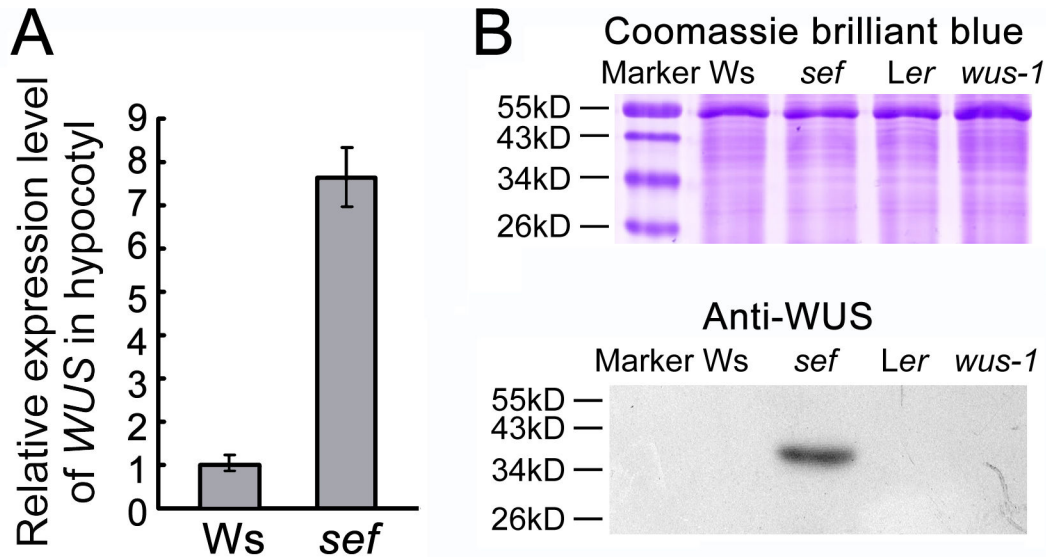 A
Relative expression level
of WUS in hypocotyl
9
8
7
6
5
4
3
2
1
0
Ws sef
B
Coomassie brilliant blue
Marker Ws sef Ler wus-1
55kD
43kD
34kD
26kD
Anti-WUS
Marker Ws sef Ler wus-1
55kD
43kD
34kD
26kD